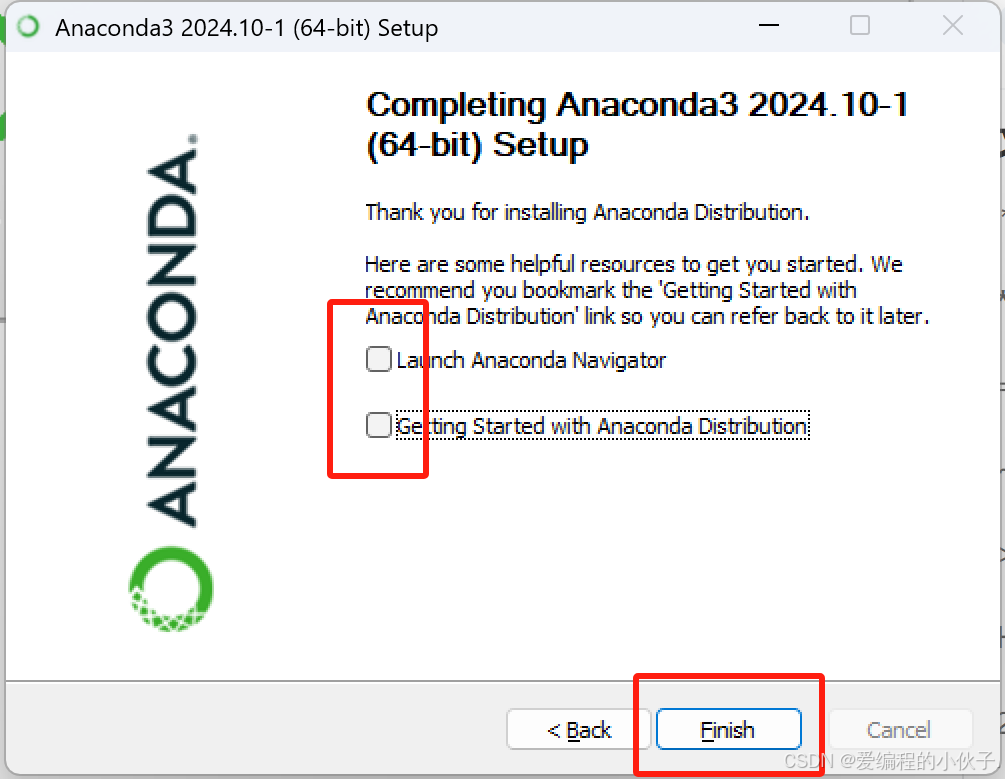 Anaconda3 2024.10-1 (64-bit) Setup
Completing Anaconda3 2024.10-1
(64-bit) Setup
Thank you for installing Anaconda Distribution.
Here are some helpful resources to get you started. We
recommend you bookmark the 'Getting Started with
Anaconda Distribution' link so you can refer back to it later.
Launch Anaconda Navigator
Getting Started with Anaconda Distribution
ANACONDA.
< Back
Finish
Cancel
CSDN @爱编程的小伙子